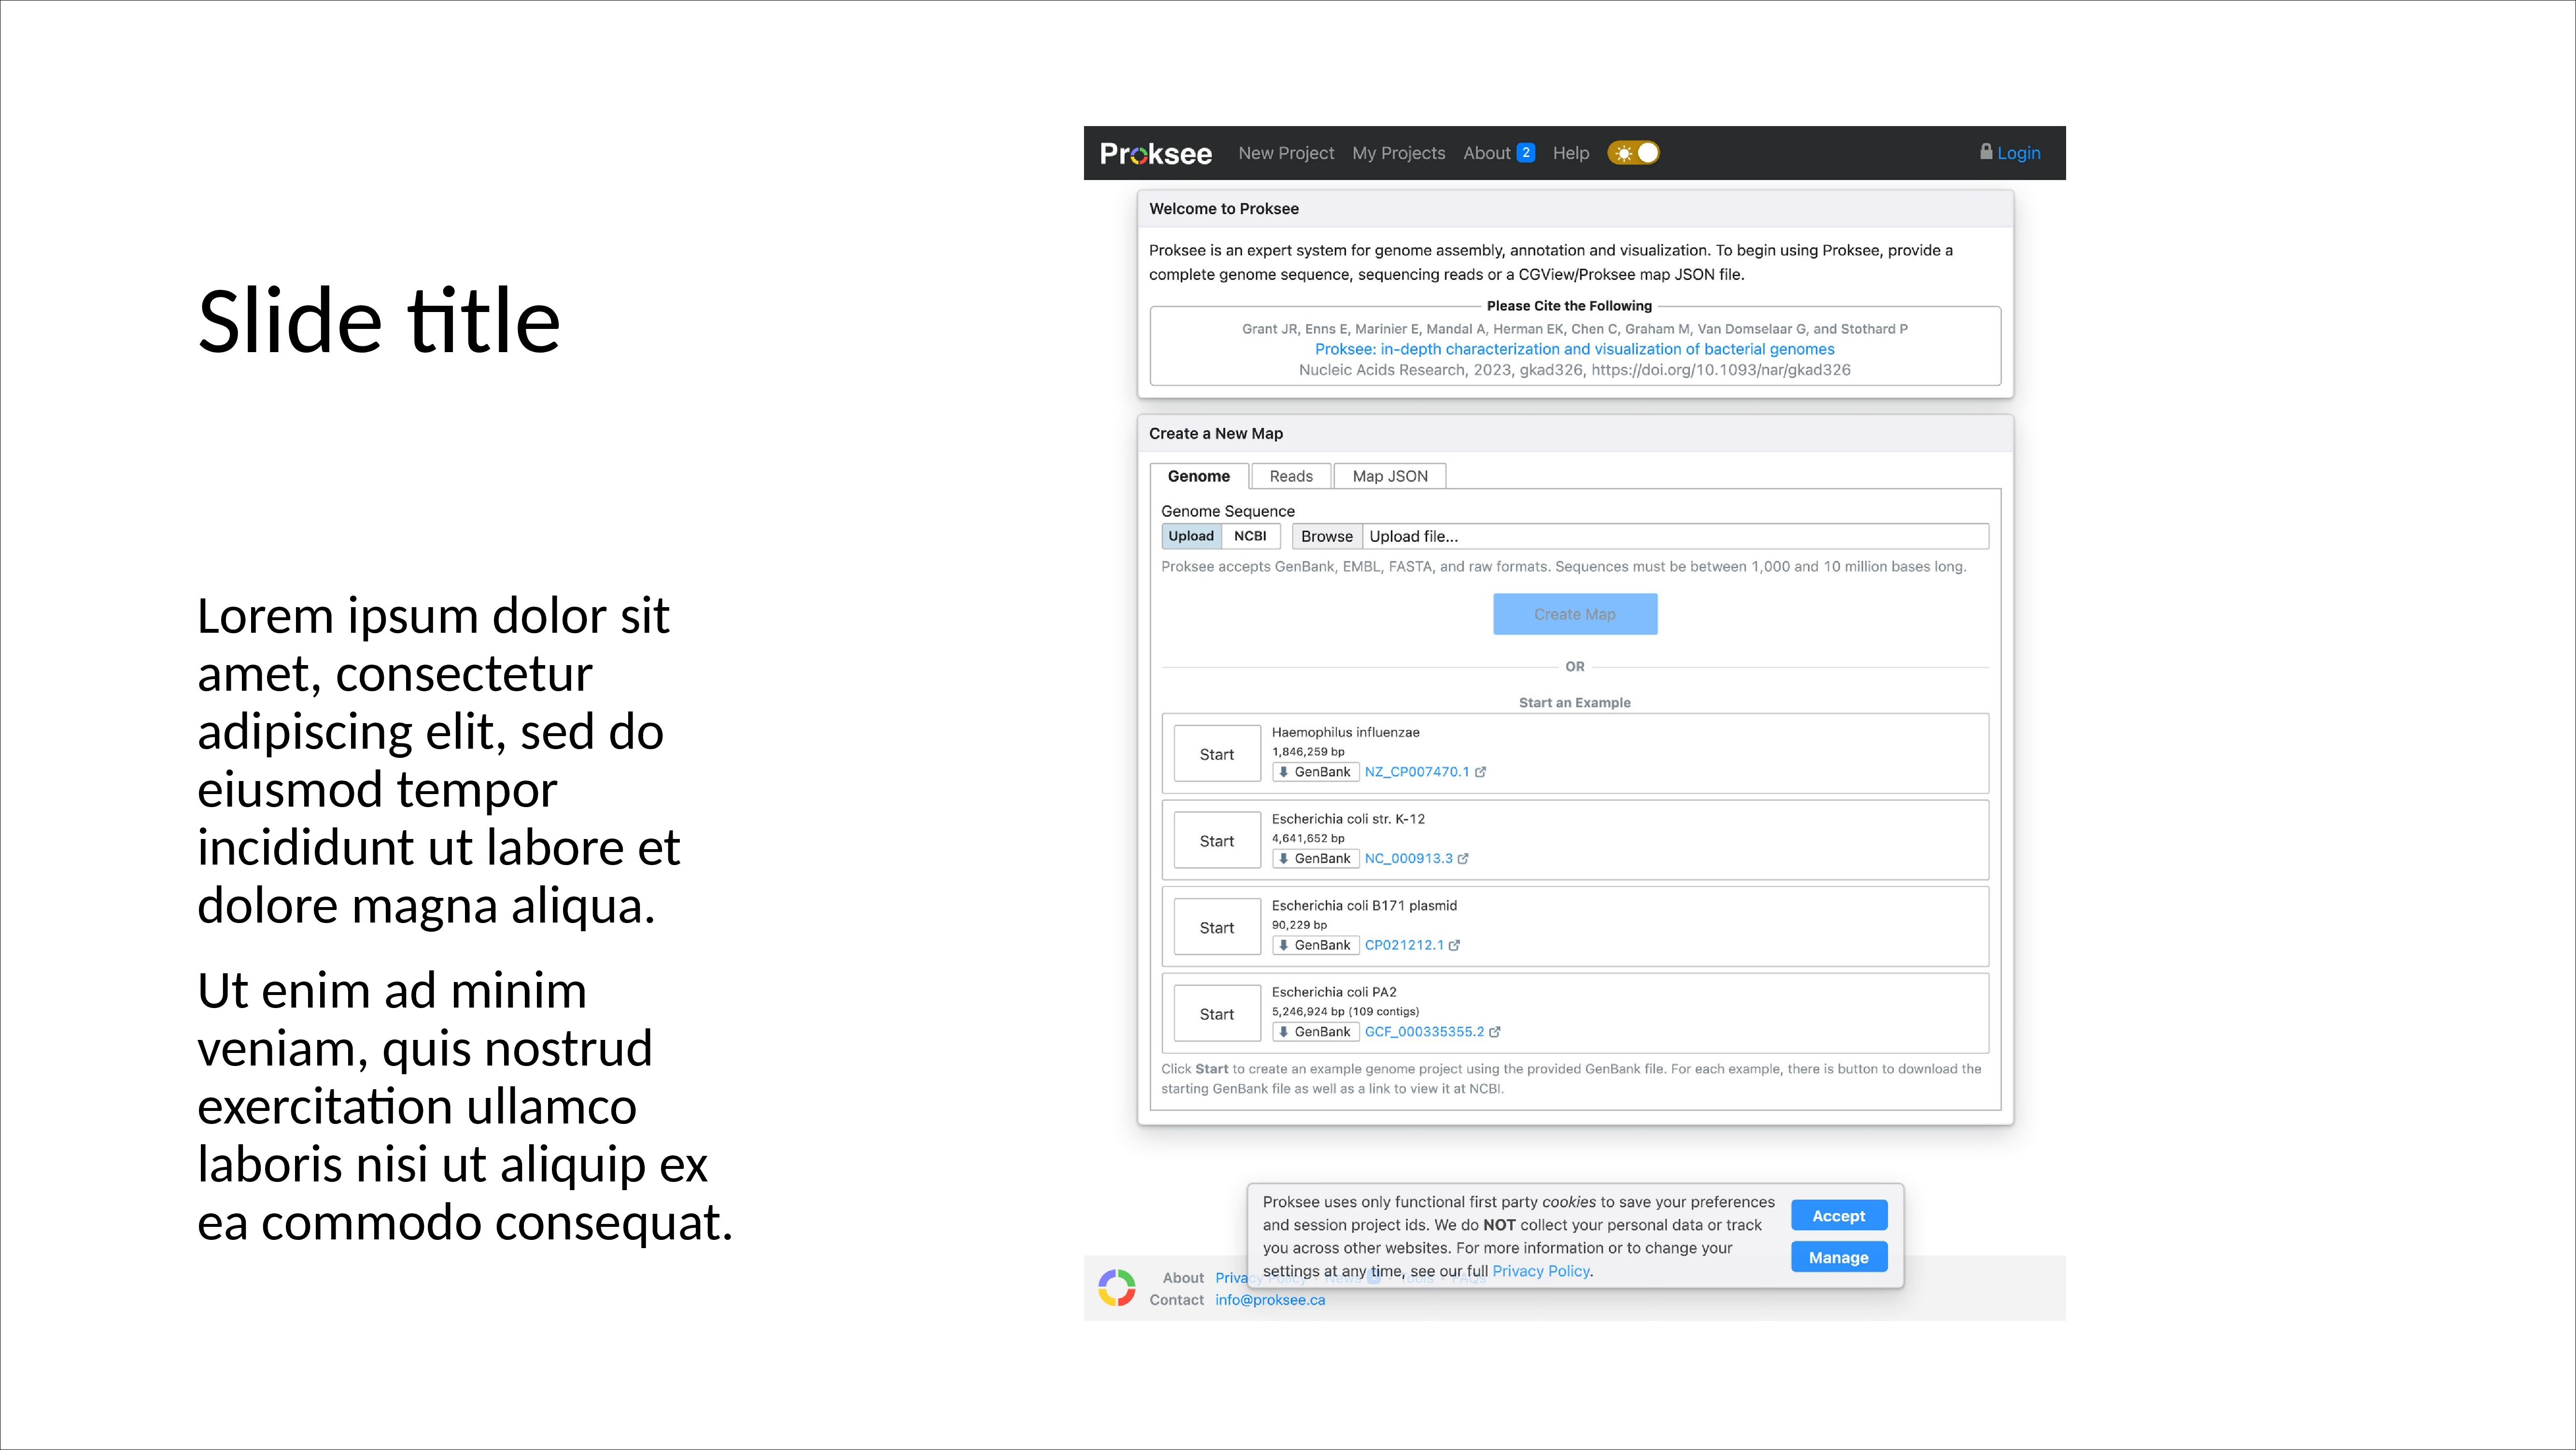 Slide title
Lorem ipsum dolor sit
amet, consectetur
adipiscing elit, sed do
eiusmod tempor
incididunt ut labore et
dolore magna aliqua.
Ut enim ad minim
veniam, quis nostrud
exercitation ullamco
laboris nisi ut aliquip ex
ea commodo consequat.
Proksee New Project My Projects About 2 Help Login
Welcome to Proksee
Proksee is an expert system for genome assembly, annotation and visualization. To begin using Proksee, provide a
complete genome sequence, sequencing reads or a CGView/Proksee map JSON file.
Please Cite the Following
Grant JR, Enns E, Marinier E, Mandal A, Herman EK, Chen C, Graham M, Van Domselaar G, and Stothard P
Proksee: in-depth characterization and visualization of bacterial genomes
Nucleic Acids Research, 2023, gkad326, https://doi.org/10.1093/nar/gkad326
Create a New Map
Genome Reads Map JSON
Genome Sequence
Upload NCBI Browse Upload file...
Proksee accepts GenBank, EMBL, FASTA, and raw formats. Sequences must be between 1,000 and 10 million bases long.
Create Map
OR
Start an Example
Start
Haemophilus influenzae
1,846,259 bp
GenBank NZ_CP007470.1
Start
Escherichia coli str. K-12
4,641,652 bp
GenBank NC_000913.3
Start
Escherichia coli B171 plasmid
90,229 bp
GenBank CP021212.1
Start
Escherichia coli PA2
5,246,924 bp (109 contigs)
GenBank GCF_000335355.2
Click Start to create an example genome project using the provided GenBank file. For each example, there is button to download the
starting GenBank file as well as a link to view it at NCBI.
Proksee uses only functional first party cookies to save your preferences
and session project ids. We do NOT collect your personal data or track
you across other websites. For more information or to change your
settings at any time, see our full Privacy Policy.
Accept
Manage
About Privacy Policy News Tools FAQs
Contact info@proksee.ca